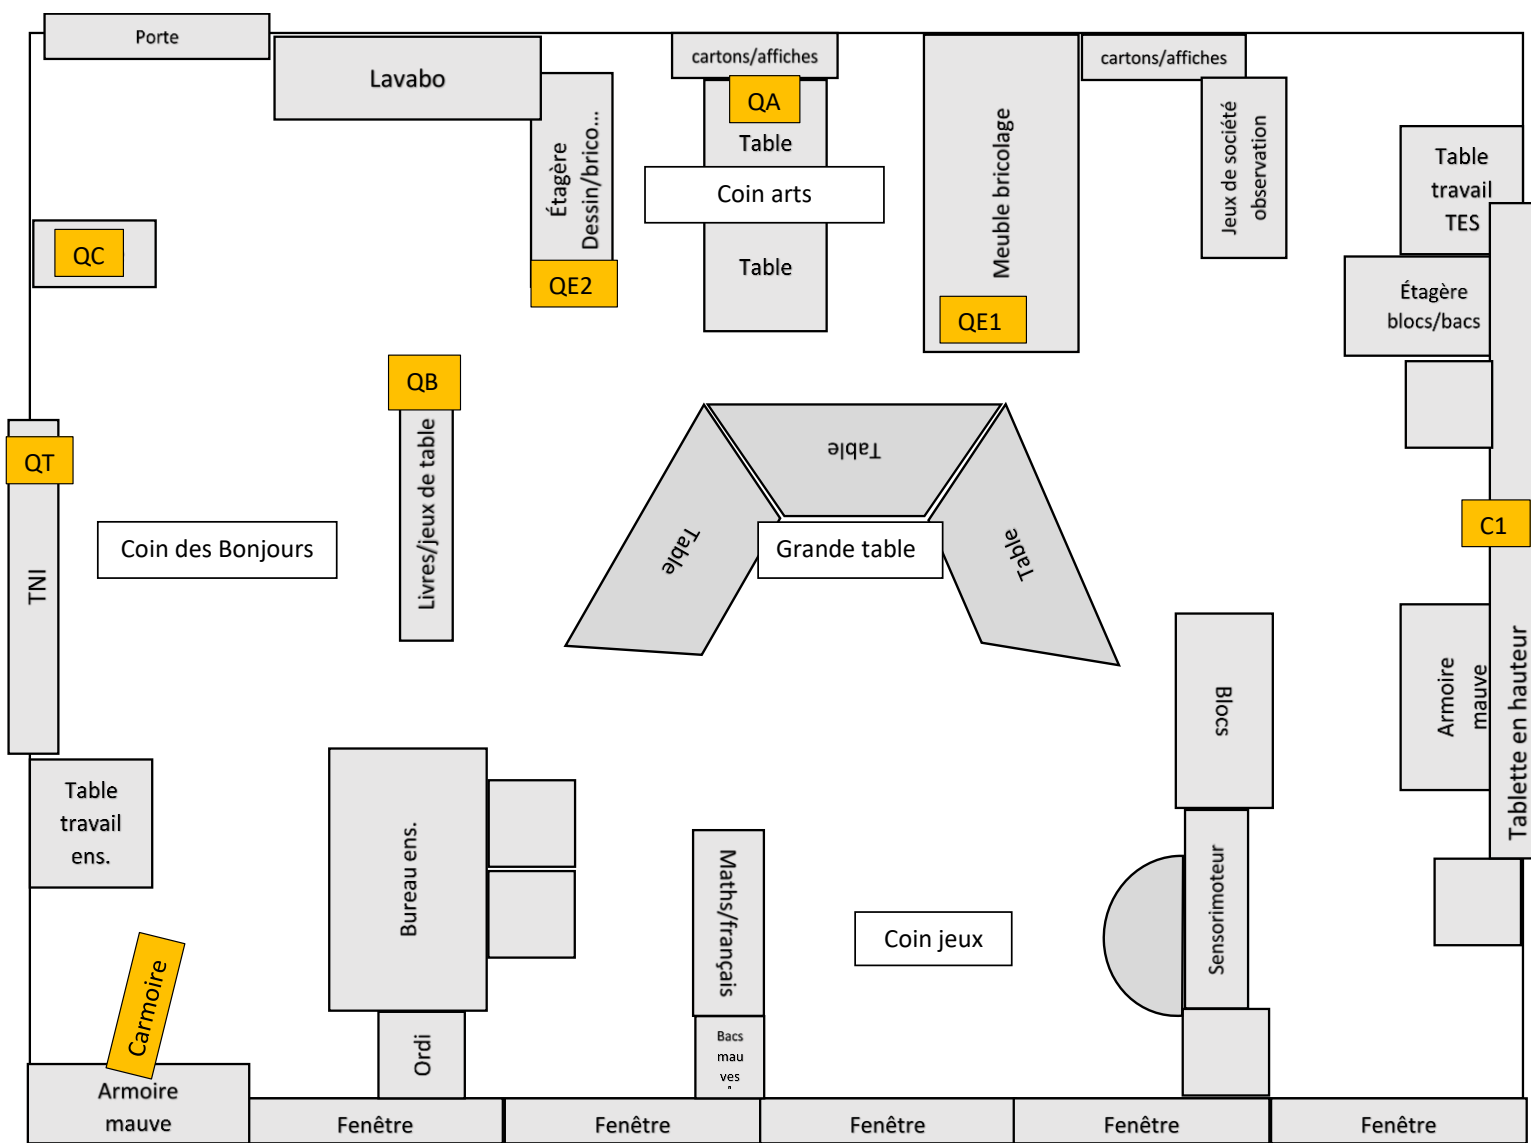 Porte
Lavabo
cartons/affiches
cartons/affiches
QA
Table
Coin arts
Table
Étagère
Dessin/brico...
QE2
Meuble bricolage
QE1
Jeux de société
observation
Table
travail
TES
Étagère
blocs/bacs
QC
QB
Livres/jeux de table
QT
TNI
Coin des Bonjours
Table
Table
Table
Grande table
C1
Tablette en hauteur
Armoire
mauve
Blocs
Sensorimoteur
Table
travail
ens.
Bureau ens.
Ordi
Maths/français
Bacs
mau
ves
Coin jeux
Carmoire
Armoire
mauve
Fenêtre
Fenêtre
Fenêtre
Fenêtre
Fenêtre